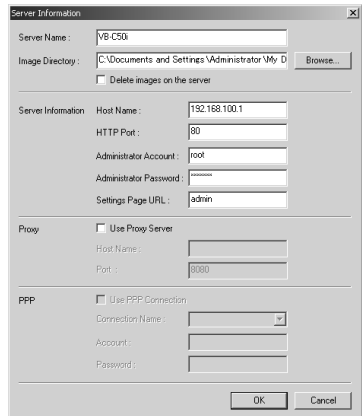 Server Information
Server Name : VB-C50i
Image Directory : C:\Documents and Settings\Administrator\My D Browse...
Delete images on the server
Server Information Host Name : 192.168.100.1
HTTP Port : 80
Administrator Account : root
Administrator Password : ********
Settings Page URL : admin
Proxy Use Proxy Server
Host Name :
Port : 8080
PPP Use PPP Connection
Connection Name :
Account :
Password :
OK Cancel